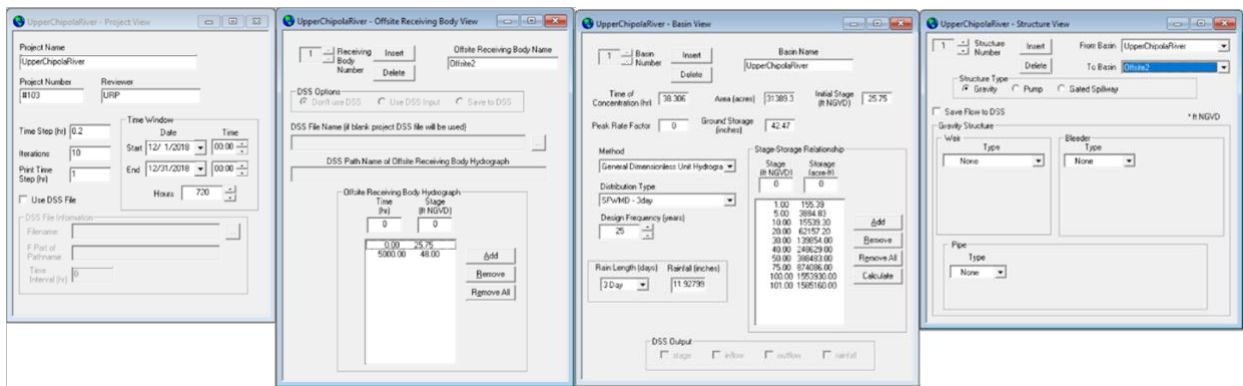 UpperChipolaRiver - Project View
Project Name
UpperChipolaRiver
Project Number Reviewer
#103 URP
Time Step (hr) 0.2
Iterations 10
Print Time Step (hr) 1
Use DSS File
Time Window
Date Time
Start 12/ 1/2018 00:00
End 12/31/2018 00:00
Hours 720
DSS File Information
Filename
F Part of Pathname
Time Interval (hr) 0
UpperChipolaRiver - Offsite Receiving Body View
1 Receiving Body Number
Insert
Delete
Offsite Receiving Body Name
Offsite2
DSS Options
Don't use DSS Use DSS Input Save to DSS
DSS File Name (if blank project DSS file will be used)
...
DSS Path Name of Offsite Receiving Body Hydrograph
Offsite Receiving Body Hydrograph
Time (hr) Stage (ft NGVD)
0 0
0.00 25.75
5000.00 48.00
Add
Remove
Remove All
UpperChipolaRiver - Basin View
1 Basin Number
Insert
Delete
Basin Name
UpperChipolaRiver
Time of Concentration (hr) 38.306
Area (acres) 31389.3
Initial Stage (ft NGVD) 25.75
Peak Rate Factor 0
Ground Storage (inches) 42.47
Method
General Dimensionless Unit Hydrogra
Distribution Type
SFWMD - 3day
Design Frequency (years)
25
Rain Length (days) Rainfall (inches)
3 Day 11.92799
Stage-Storage Relationship
Stage (ft NGVD) Storage (acre-ft)
0 0
1.00 155.39
5.00 3884.83
10.00 15539.30
20.00 62157.20
30.00 139854.00
40.00 248629.00
50.00 388483.00
75.00 874086.00
100.00 1553930.00
101.00 1585160.00
Add
Remove
Remove All
Calculate
DSS Output
stage inflow outflow rainfall
UpperChipolaRiver - Structure View
1 Structure Number
Insert
Delete
From Basin UpperChipolaRiver
To Basin Offsite2
Structure Type
Gravity Pump Gated Spillway
Save Flow to DSS
* ft NGVD
Gravity Structure
Weir
Type
None
Bleeder
Type
None
Pipe
Type
None